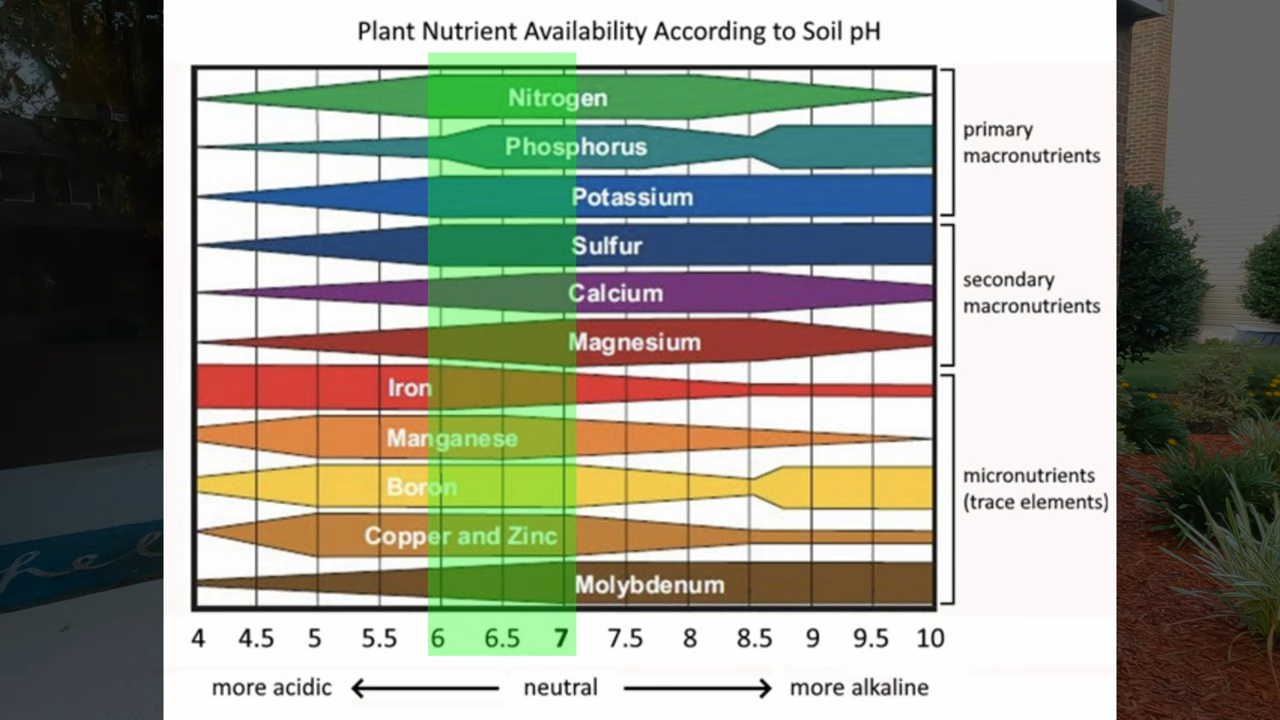 Plant Nutrient Availability According to Soil pH
Nitrogen
Phosphorus
Potassium
primary
macronutrients
Sulfur
Calcium
Magnesium
secondary
macronutrients
Iron
Manganese
Boron
Copper and Zinc
Molybdenum
micronutrients
(trace elements)
4 4.5 5 5.5 6 6.5 7 7.5 8 8.5 9 9.5 10
more acidic neutral more alkaline